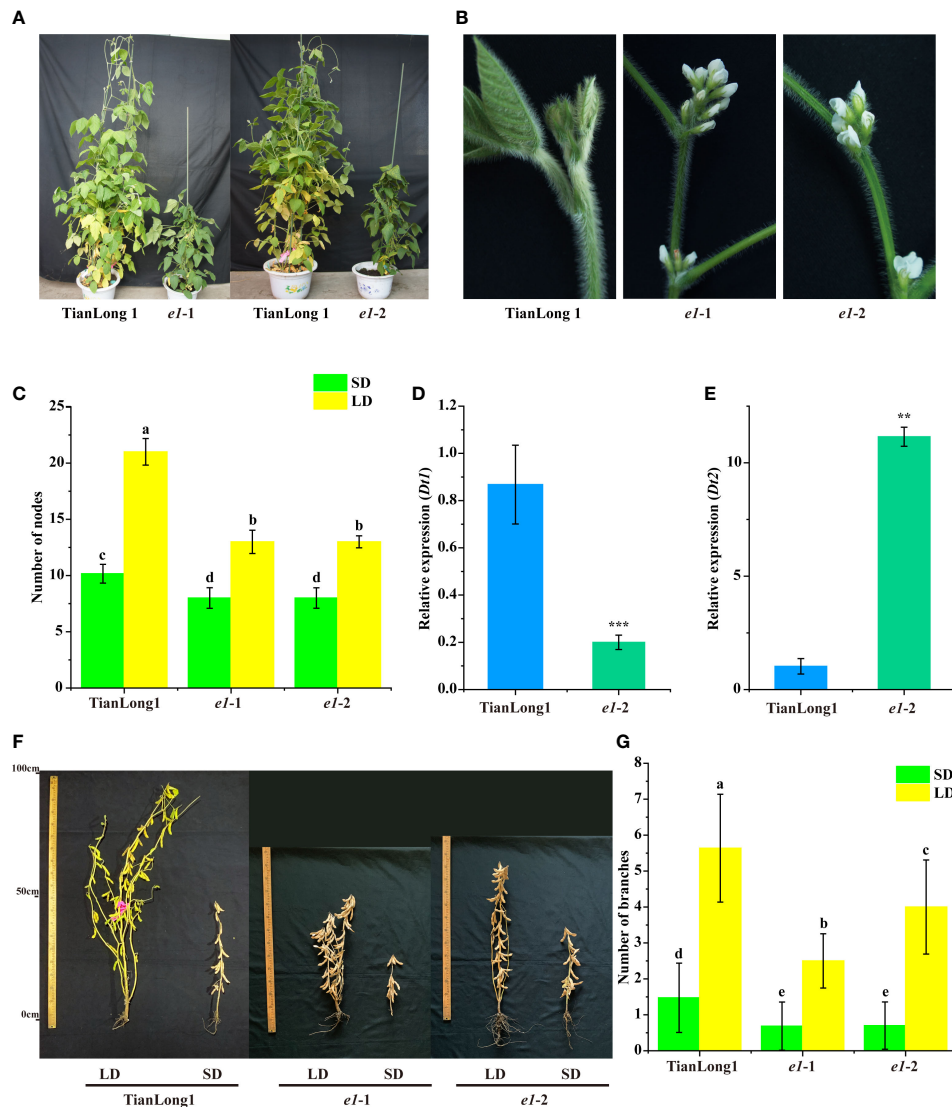 A
B
TianLong 1 e1-1 TianLong 1 e1-2
TianLong 1 e1-1 e1-2
C
SD
LD
Number of nodes
25
20
15
10
5
0
c
a
d
b
d
b
TianLong1 e1-1 e1-2
D
Relative expression (Dt1)
1.2
1.0
0.8
0.6
0.4
0.2
0.0
***
TianLong1 e1-2
E
Relative expression (Dt2)
10
5
0
**
TianLong1 e1-2
F
100cm
50cm
0cm
LD SD LD SD LD SD
TianLong1 e1-1 e1-2
G
SD
LD
Number of branches
8
7
6
5
4
3
2
1
0
d
a
e
b
e
c
TianLong1 e1-1 e1-2